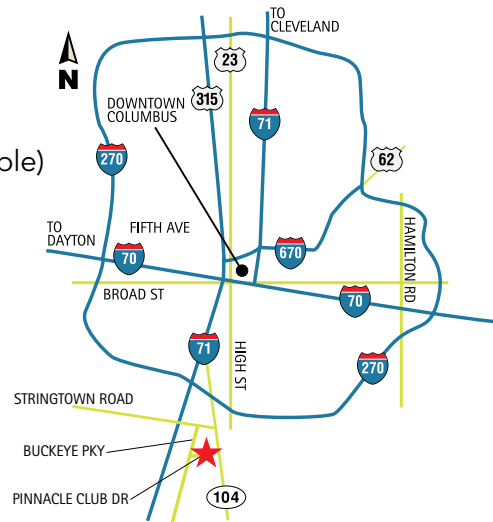 TO
CLEVELAND
23
N
315
DOWNTOWN
COLUMBUS
71
ple)
270
62
FIFTH AVE
TO
DAYTON
70
670
HAMILTON RD
BROAD ST
70
71
HIGH ST
270
STRINGTOWN ROAD
BUCKEYE PKY
PINNACLE CLUB DR
104